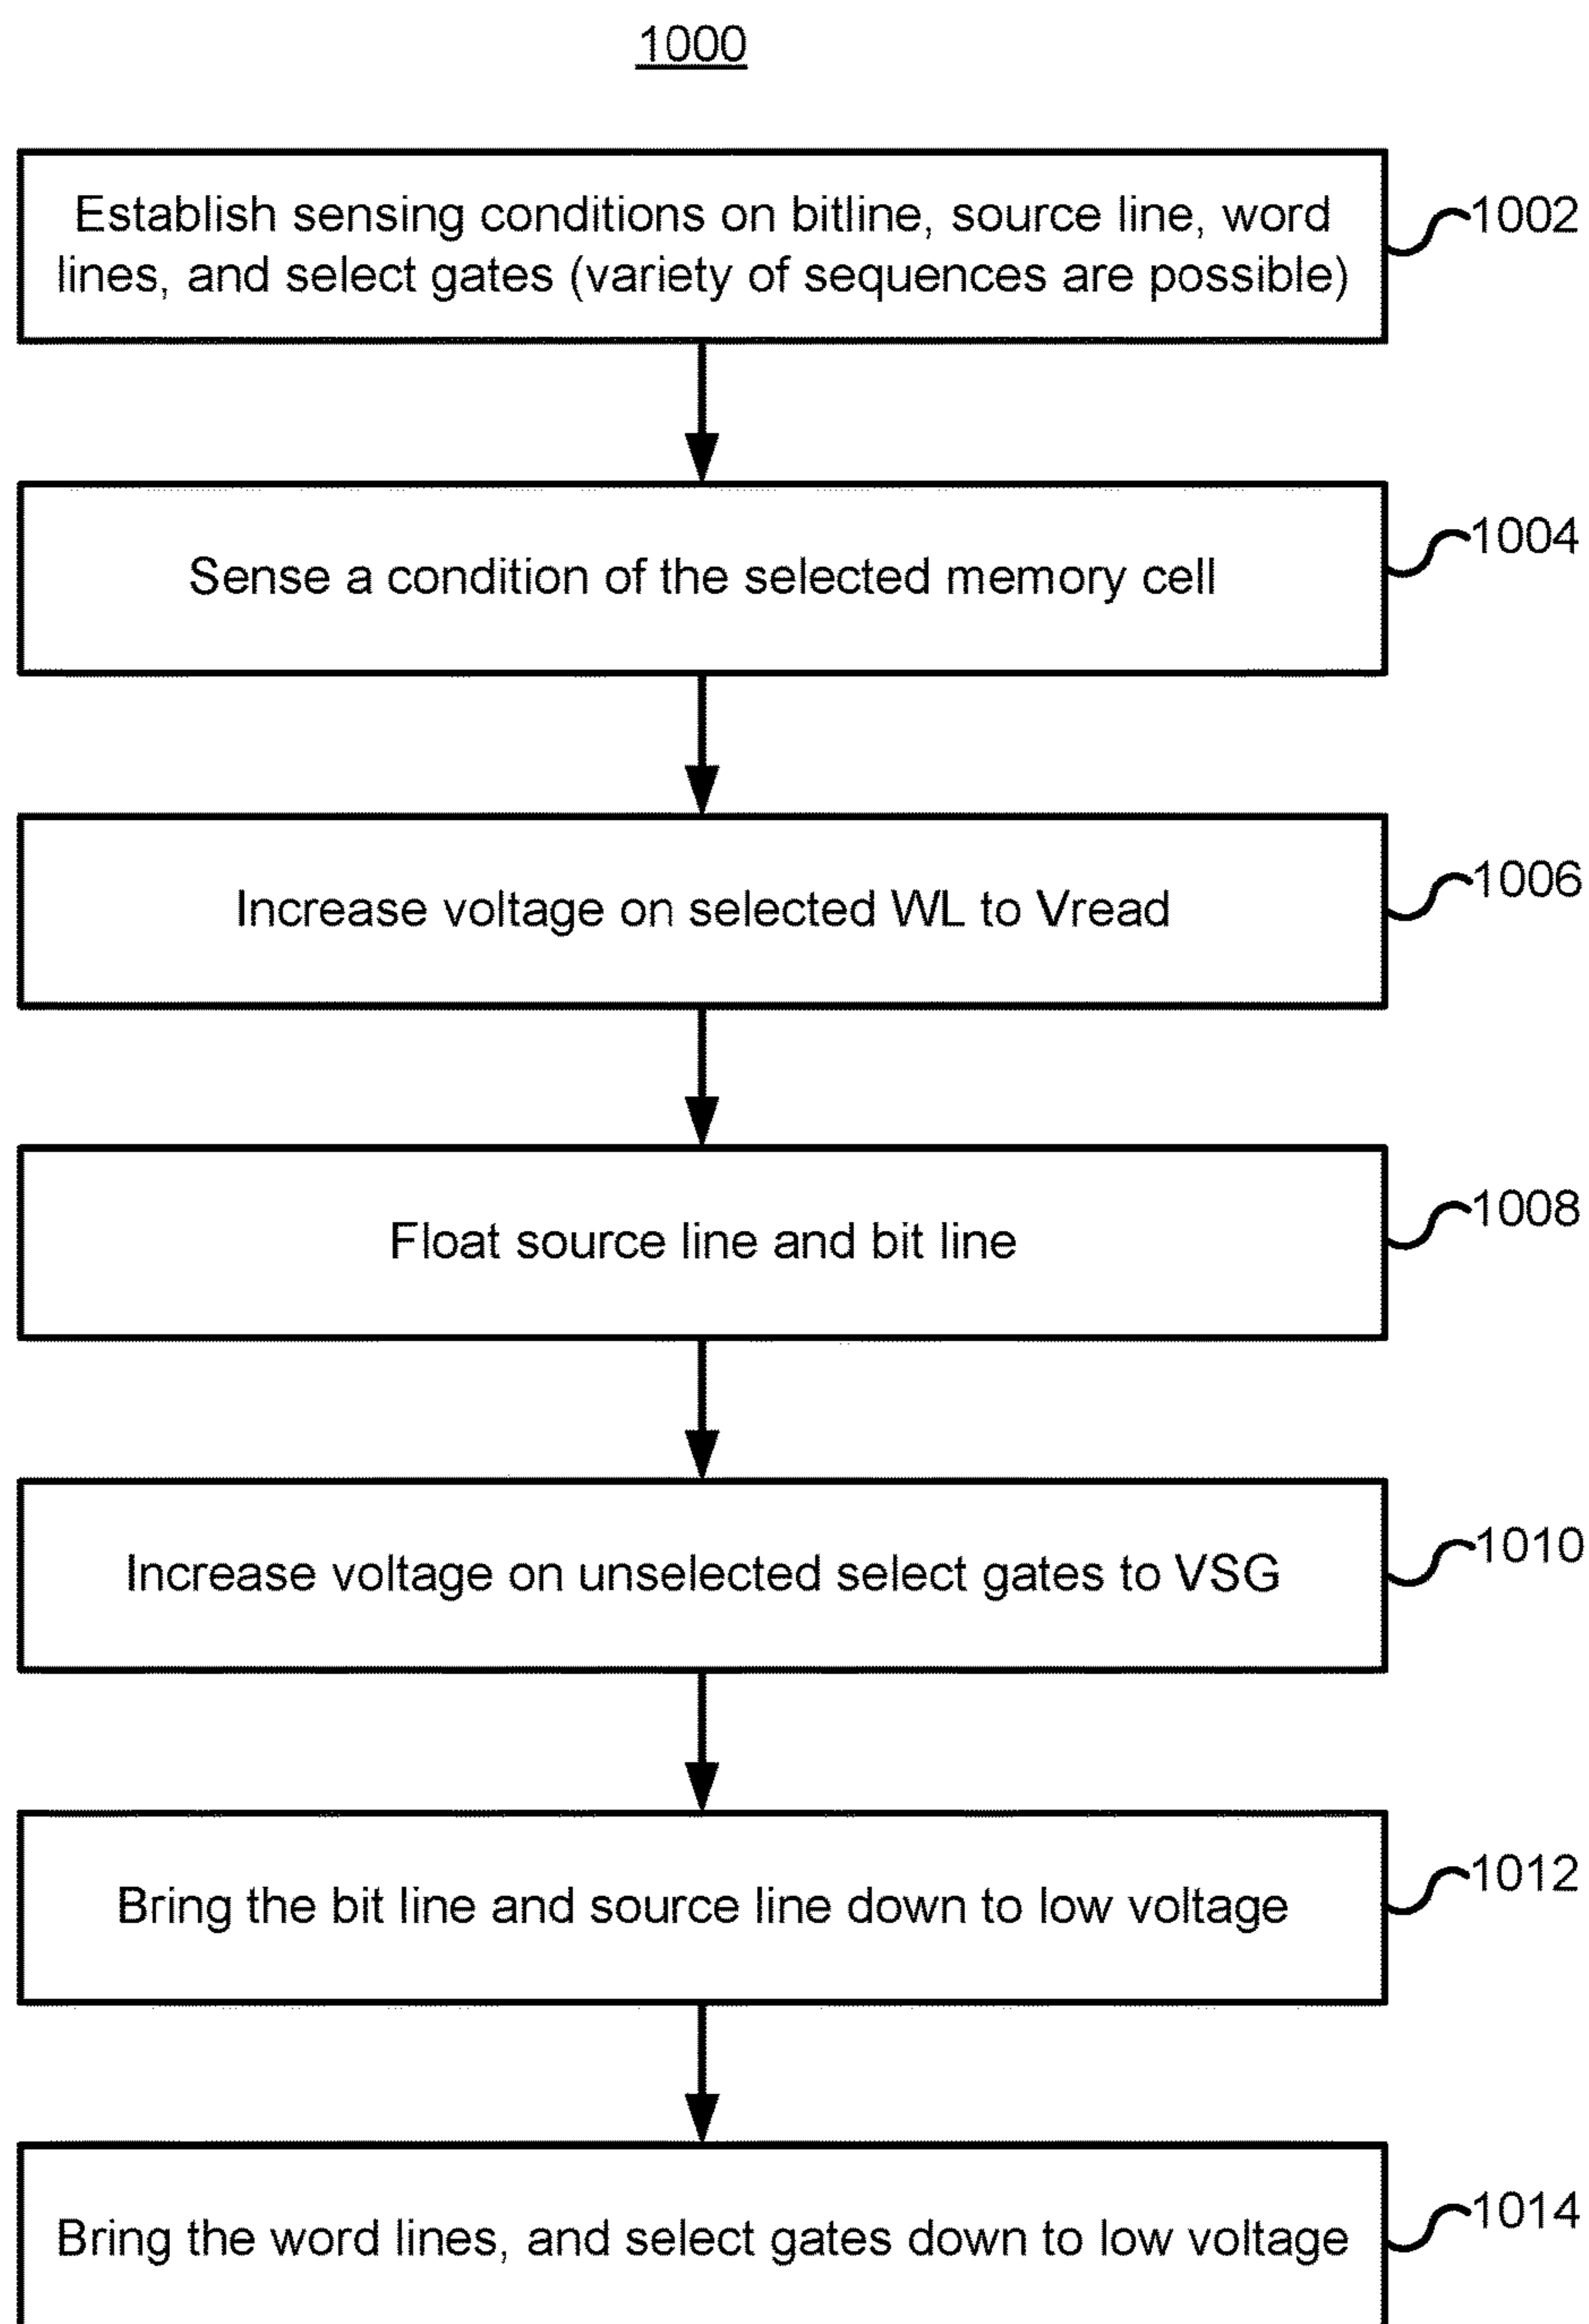 1000
Establish sensing conditions on bitline, source line, word
lines, and select gates (variety of sequences are possible)
1002
Sense a condition of the selected memory cell
1004
Increase voltage on selected WL to Vread
1006
Float source line and bit line
1008
Increase voltage on unselected select gates to VSG
1010
Bring the bit line and source line down to low voltage
1012
Bring the word lines, and select gates down to low voltage
1014